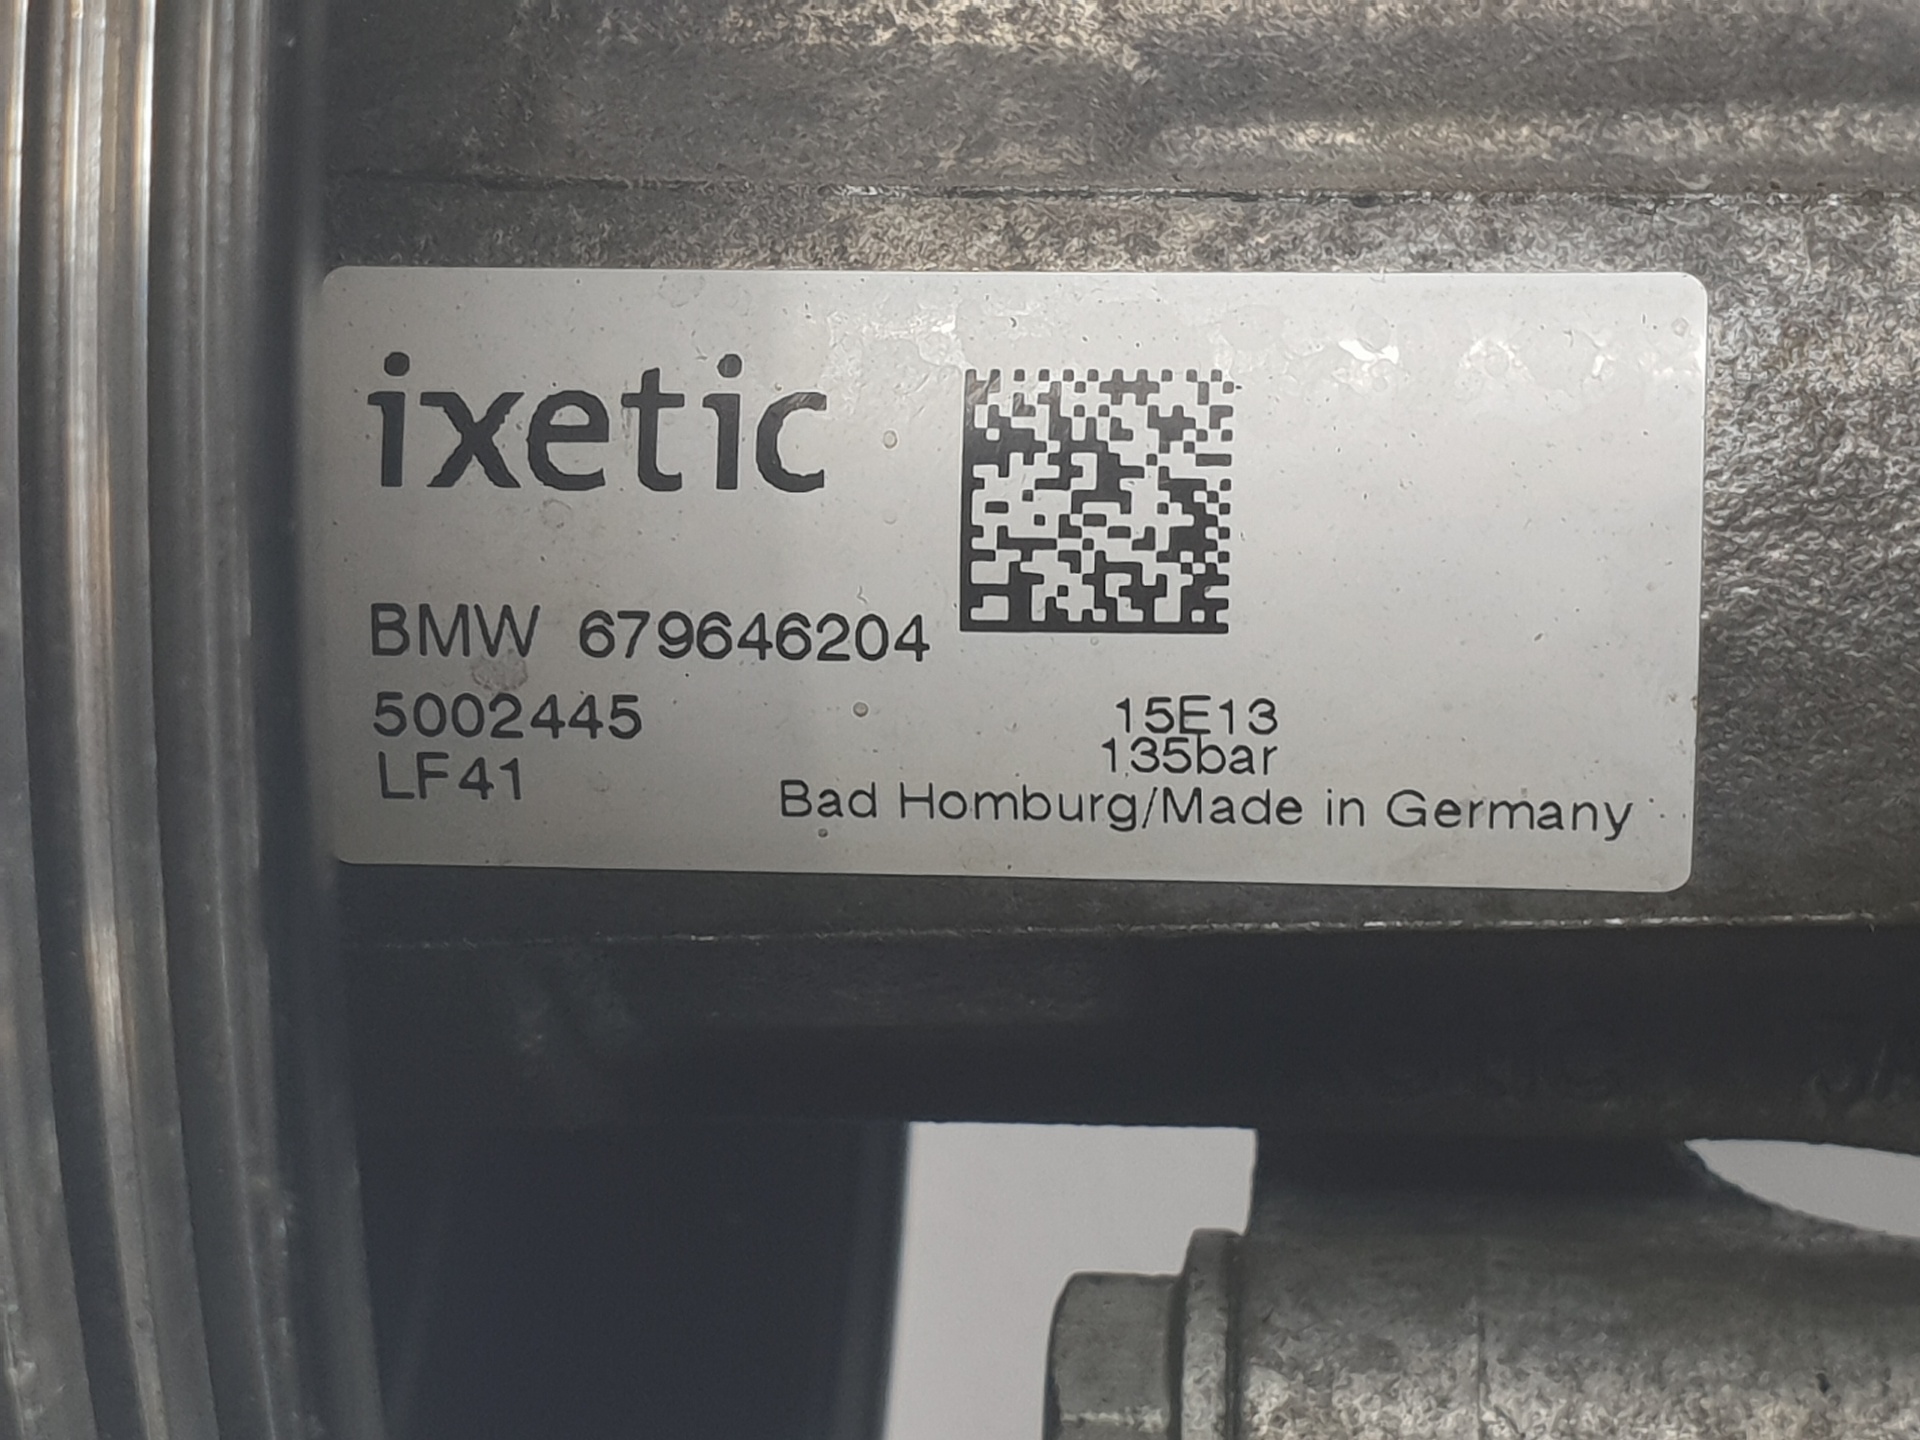 ixetic
BMW 679646204
5002445
15E13
LF41
135bar
Bad Homburg/Made in Germany